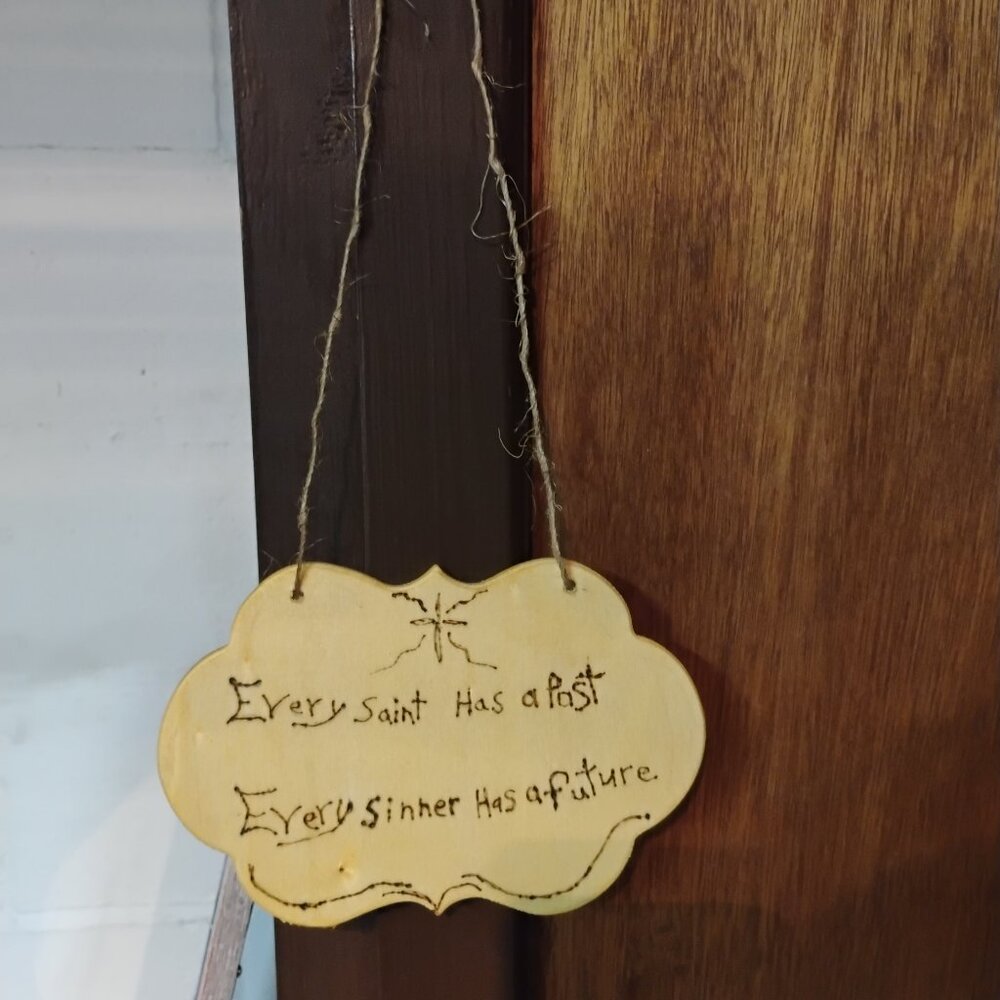 Every saint Has a Past
Every sinner Has a future.